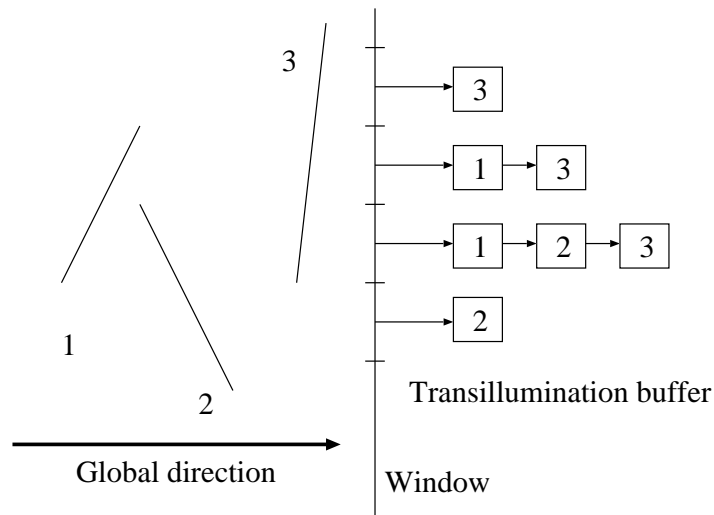 3
3
1 3
1 2 3
1
2
2
Transillumination buffer
Global direction
Window